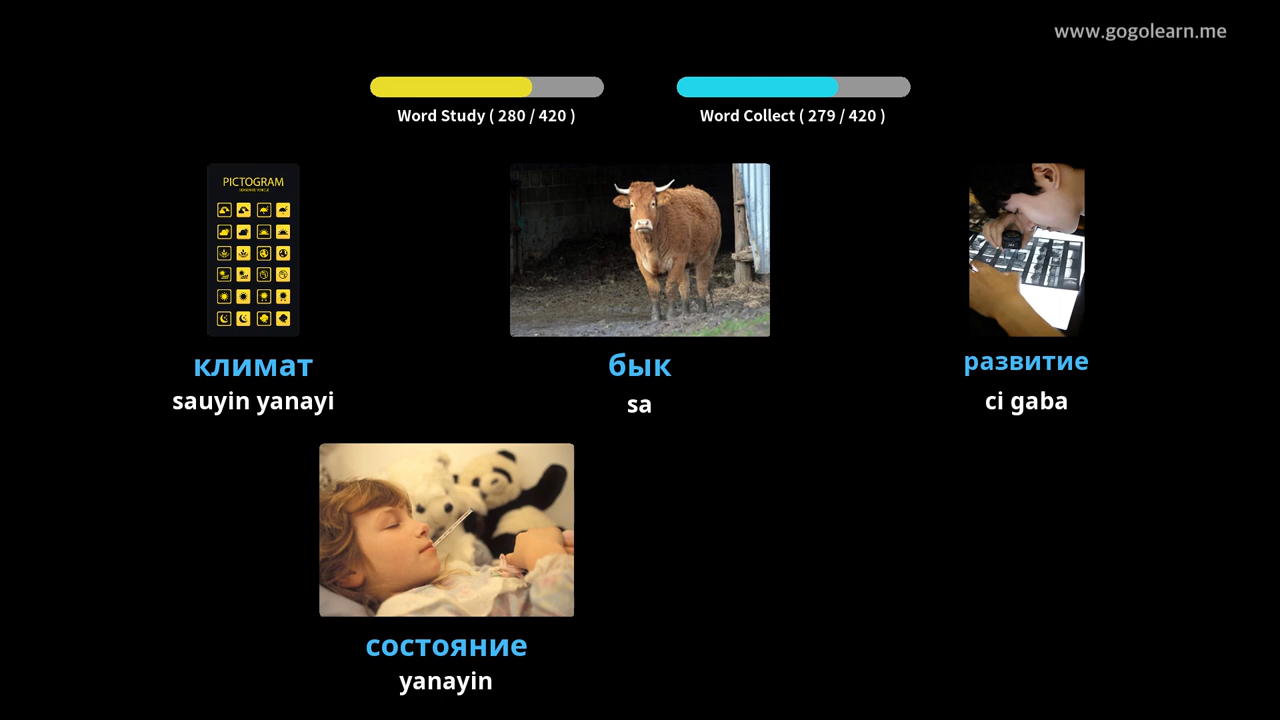 www.gogolearn.me
Word Study ( 280 / 420 )
Word Collect ( 279 / 420 )
PICTOGRAM
климат
sauyin yanayi
бык
sa
развитие
ci gaba
состояние
yanayin